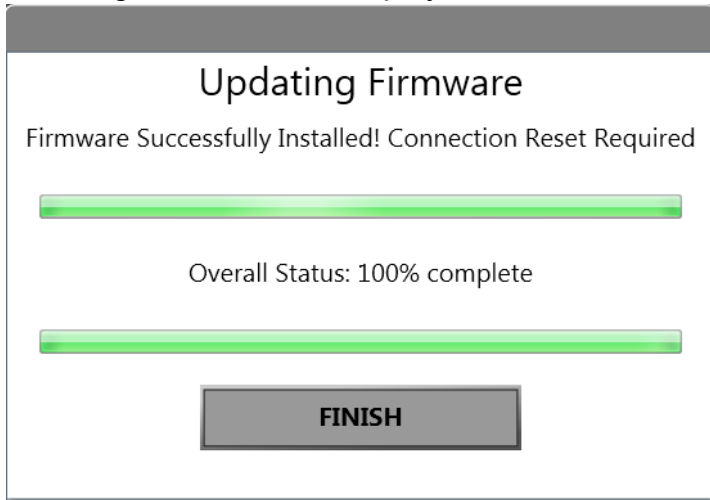 Updating Firmware
Firmware Successfully Installed! Connection Reset Required
Overall Status: 100% complete
FINISH